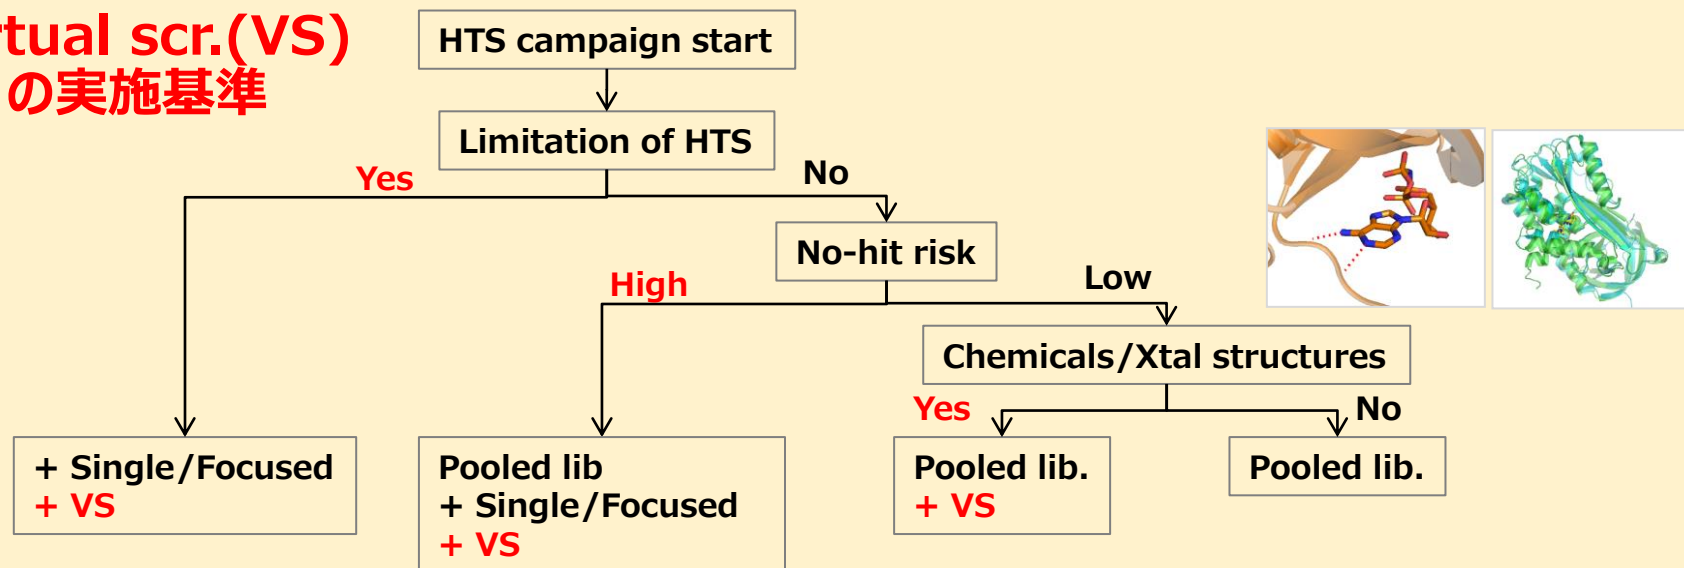 rtual scr.(VS)
の実施基準
HTS campaign start
Limitation of HTS
Yes
No
No-hit risk
High
Low
Chemicals/Xtal structures
Yes
No
+ Single/Focused
+ VS
Pooled lib
+ Single/Focused
+ VS
Pooled lib.
+ VS
Pooled lib.